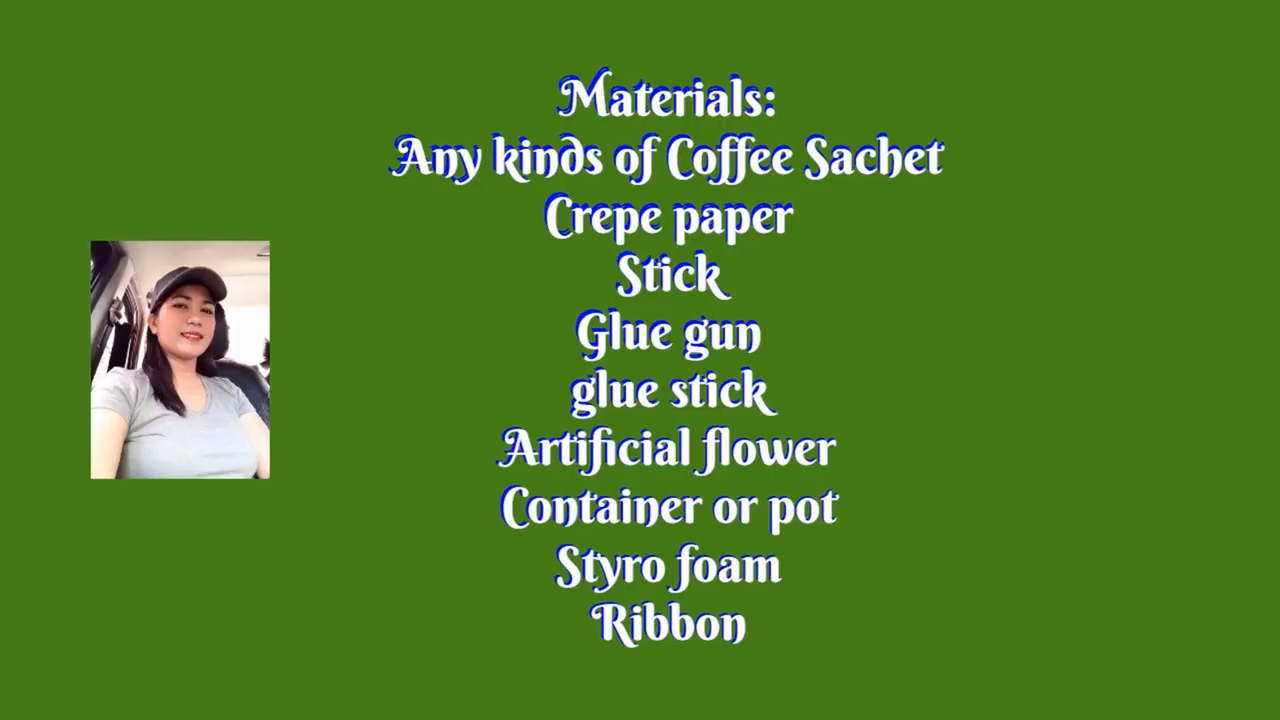 Materials:
Any kinds of Coffee Sachet
Crepe paper
Stick
Glue gun
glue stick
Artificial flower
Container or pot
Styro foam
Ribbon